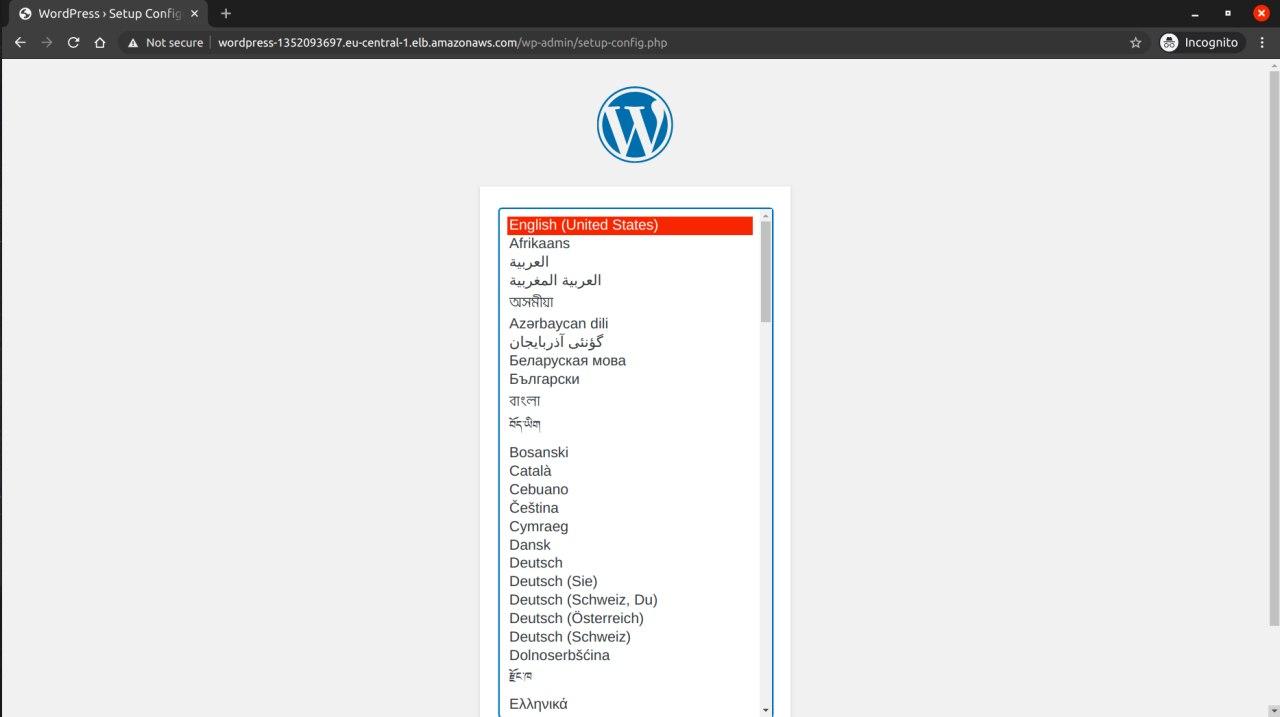 WordPress › Setup Config
Not secure
wordpress-1352093697.eu-central-1.elb.amazonaws.com/wp-admin/setup-config.php
Incognito
English (United States)
Afrikaans
العربية
العربية المغربية
অসমীয়া
Azərbaycan dili
گؤنئی آذربایجان
Беларуская мова
Български
বাংলা
བོད་ཡིག
Bosanski
Català
Cebuano
Čeština
Cymraeg
Dansk
Deutsch
Deutsch (Sie)
Deutsch (Schweiz, Du)
Deutsch (Österreich)
Deutsch (Schweiz)
Dolnoserbšćina
རྫོང་ཁ
Ελληνικά